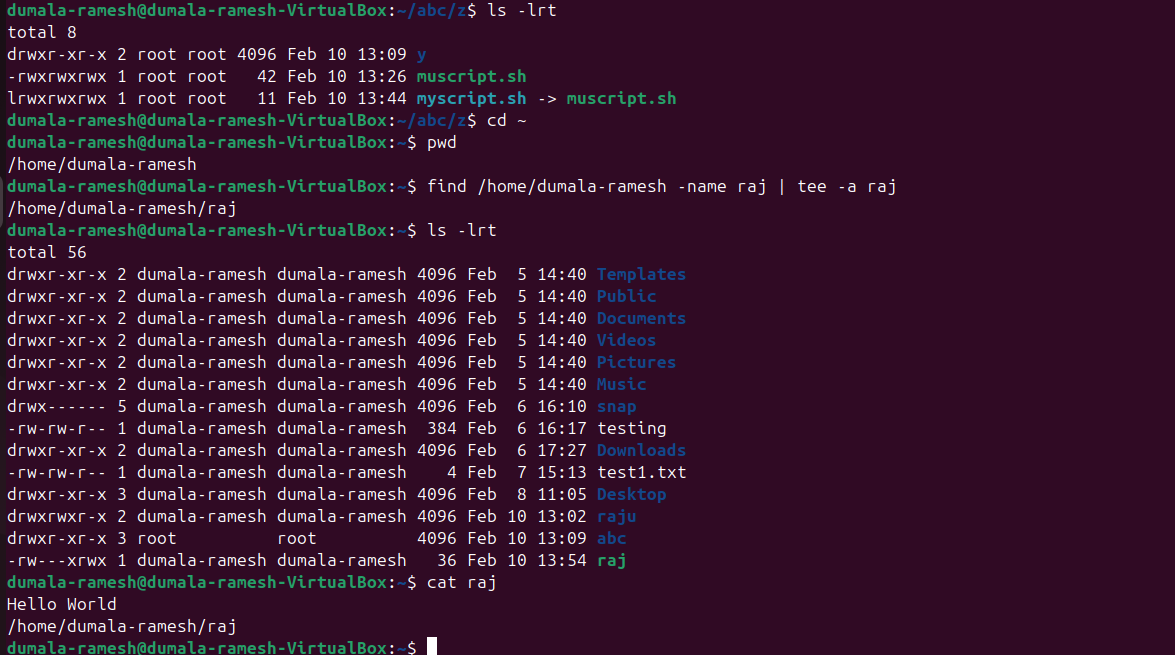 dumala-ramesh@dumala-ramesh-VirtualBox:~/abc/z$ ls -lrt
total 8
drwxr-xr-x 2 root root 4096 Feb 10 13:09 y
-rwxrwxrwx 1 root root   42 Feb 10 13:26 muscript.sh
lrwxrwxrwx 1 root root   11 Feb 10 13:44 myscript.sh -> muscript.sh
dumala-ramesh@dumala-ramesh-VirtualBox:~/abc/z$ cd ~
dumala-ramesh@dumala-ramesh-VirtualBox:~$ pwd
/home/dumala-ramesh
dumala-ramesh@dumala-ramesh-VirtualBox:~$ find /home/dumala-ramesh -name raj | tee -a raj
/home/dumala-ramesh/raj
dumala-ramesh@dumala-ramesh-VirtualBox:~$ ls -lrt
total 56
drwxr-xr-x 2 dumala-ramesh dumala-ramesh 4096 Feb  5 14:40 Templates
drwxr-xr-x 2 dumala-ramesh dumala-ramesh 4096 Feb  5 14:40 Public
drwxr-xr-x 2 dumala-ramesh dumala-ramesh 4096 Feb  5 14:40 Documents
drwxr-xr-x 2 dumala-ramesh dumala-ramesh 4096 Feb  5 14:40 Videos
drwxr-xr-x 2 dumala-ramesh dumala-ramesh 4096 Feb  5 14:40 Pictures
drwxr-xr-x 2 dumala-ramesh dumala-ramesh 4096 Feb  5 14:40 Music
drwx------ 5 dumala-ramesh dumala-ramesh 4096 Feb  6 16:10 snap
-rw-rw-r-- 1 dumala-ramesh dumala-ramesh  384 Feb  6 16:17 testing
drwxr-xr-x 2 dumala-ramesh dumala-ramesh 4096 Feb  6 17:27 Downloads
-rw-rw-r-- 1 dumala-ramesh dumala-ramesh    4 Feb  7 15:13 test1.txt
drwxr-xr-x 3 dumala-ramesh dumala-ramesh 4096 Feb  8 11:05 Desktop
drwxrwxr-x 2 dumala-ramesh dumala-ramesh 4096 Feb 10 13:02 raju
drwxr-xr-x 3 root          root          4096 Feb 10 13:09 abc
-rw---xrwx 1 dumala-ramesh dumala-ramesh   36 Feb 10 13:54 raj
dumala-ramesh@dumala-ramesh-VirtualBox:~$ cat raj
Hello World
/home/dumala-ramesh/raj
dumala-ramesh@dumala-ramesh-VirtualBox:~$